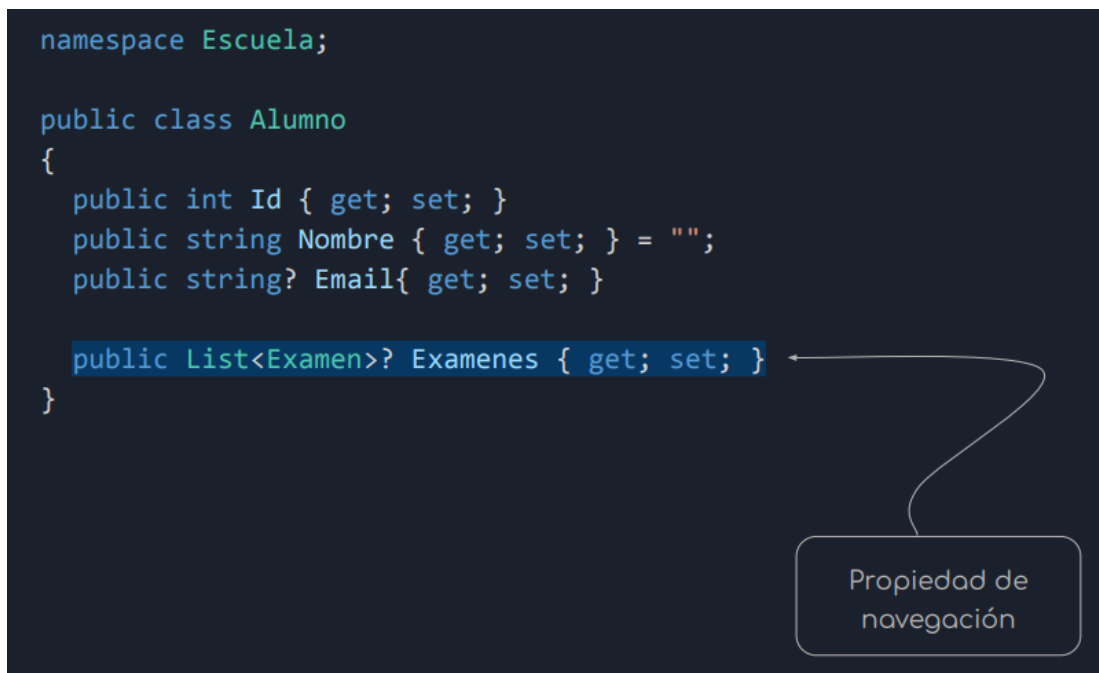 namespace Escuela;
public class Alumno
{
public int Id { get; set; }
public string Nombre { get; set; } = "";
public string? Email{ get; set; }
public List<Examen>? Examenes { get; set; }
}
Propiedad de
navegación